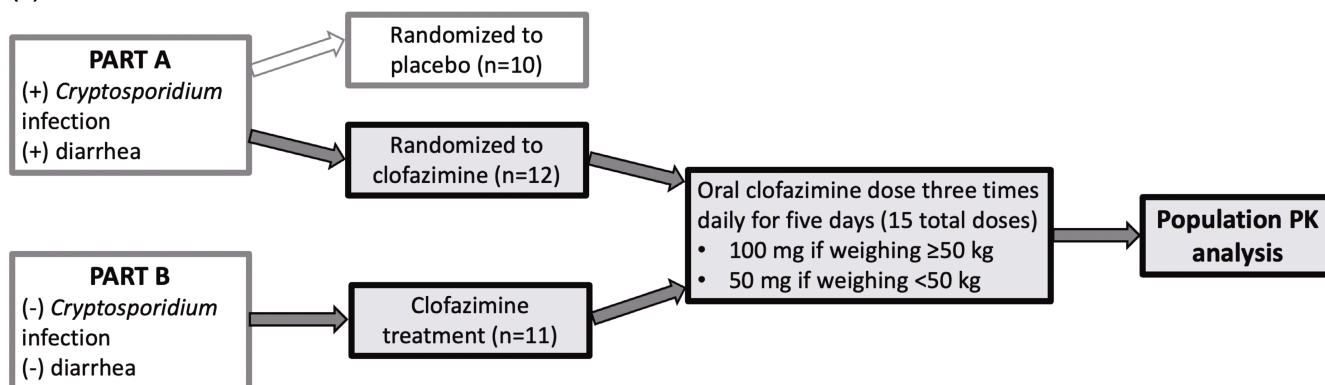 PART A
(+) Cryptosporidium
infection
(+) diarrhea
Randomized to
placebo (n=10)
Randomized to
clofazimine (n=12)
PART B
(-) Cryptosporidium
infection
(-) diarrhea
Clofazimine
treatment (n=11)
Oral clofazimine dose three times
daily for five days (15 total doses)
• 100 mg if weighing ≥50 kg
• 50 mg if weighing <50 kg
Population PK
analysis